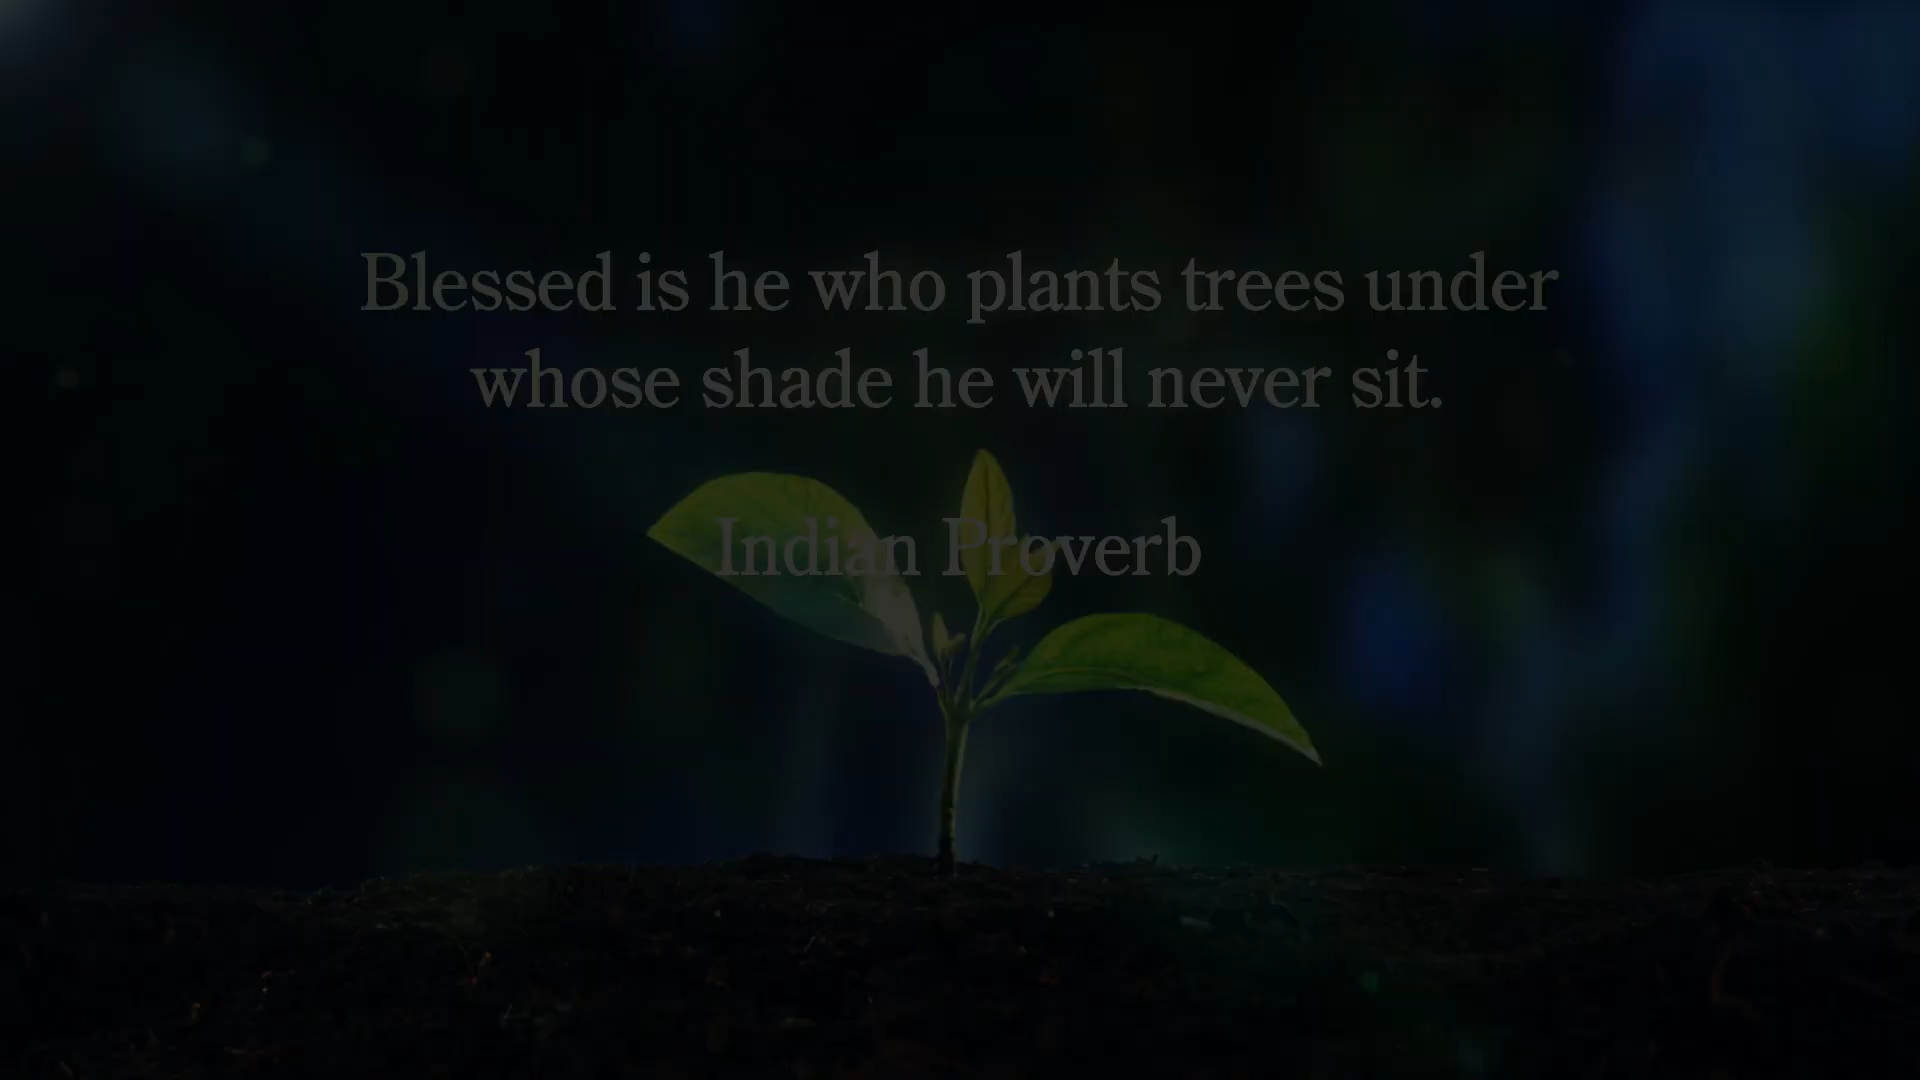 Blessed is he who plants trees under
whose shade he will never sit.
Indian Proverb